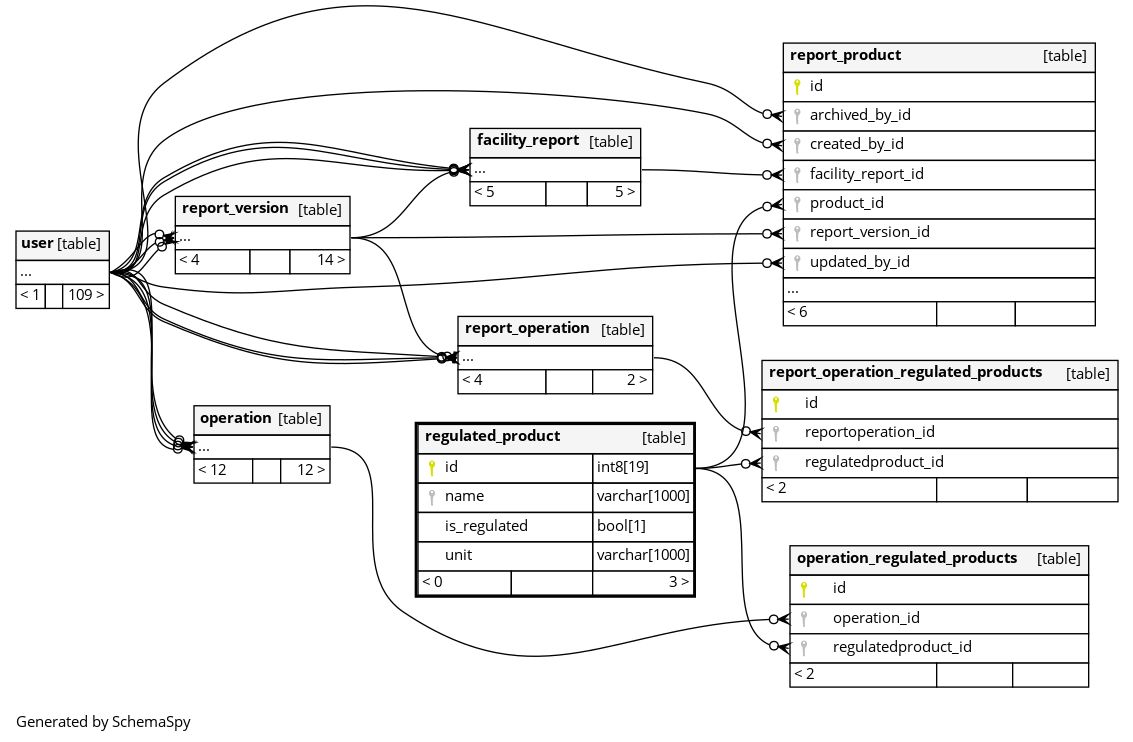 report_product [table]
id
archived_by_id
created_by_id
facility_report_id
product_id
report_version_id
updated_by_id
...
< 6
facility_report [table]
...
< 5 5 >
report_version [table]
...
< 4 14 >
user [table]
...
< 1 109 >
report_operation [table]
...
< 4 2 >
report_operation_regulated_products [table]
id
reportoperation_id
regulatedproduct_id
< 2
operation [table]
...
< 12 12 >
regulated_product [table]
id int8[19]
name varchar[1000]
is_regulated bool[1]
unit varchar[1000]
< 0 3 >
operation_regulated_products [table]
id
operation_id
regulatedproduct_id
< 2
Generated by SchemaSpy